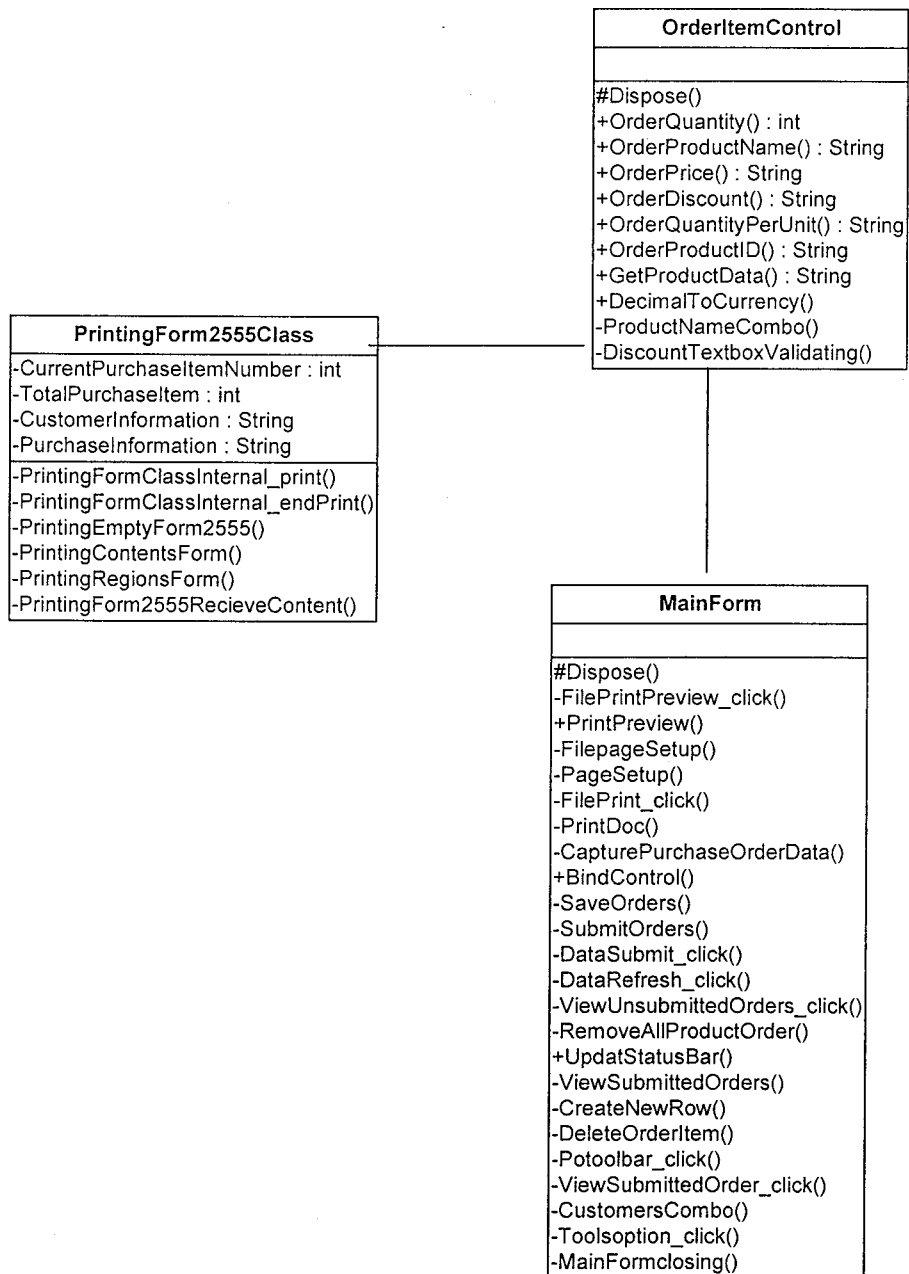 OrderItemControl
#Dispose()
+OrderQuantity() : int
+OrderProductName() : String
+OrderPrice() : String
+OrderDiscount() : String
+OrderQuantityPerUnit() : String
+OrderProductID() : String
+GetProductData() : String
+DecimalToCurrency()
-ProductNameCombo()
-DiscountTextboxValidating()
PrintingForm2555Class
-CurrentPurchaseItemNumber : int
-TotalPurchaseItem : int
-CustomerInformation : String
-PurchaseInformation : String
-PrintingFormClassInternal_print()
-PrintingFormClassInternal_endPrint()
-PrintingEmptyForm2555()
-PrintingContentsForm()
-PrintingRegionsForm()
-PrintingForm2555RecieveContent()
MainForm
#Dispose()
-FilePrintPreview_click()
+PrintPreview()
-FilepageSetup()
-PageSetup()
-FilePrint_click()
-PrintDoc()
-CapturePurchaseOrderData()
+BindControl()
-SaveOrders()
-SubmitOrders()
-DataSubmit_click()
-DataRefresh_click()
-ViewUnsubmittedOrders_click()
-RemoveAllProductOrder()
+UpdatStatusBar()
-ViewSubmittedOrders()
-CreateNewRow()
-DeleteOrderItem()
-Potoolbar_click()
-ViewSubmittedOrder_click()
-CustomersCombo()
-Toolsoption_click()
-MainFormclosing()